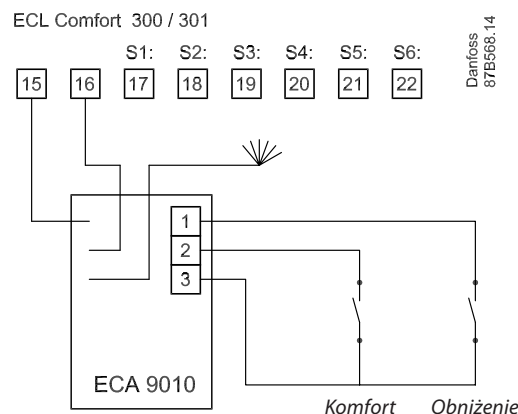 ECL Comfort 300 / 301
S1: S2: S3: S4: S5: S6:
15 16 17 18 19 20 21 22
Danfoss
87B568.14
1
2
3
ECA 9010
Komfort Obniżenie